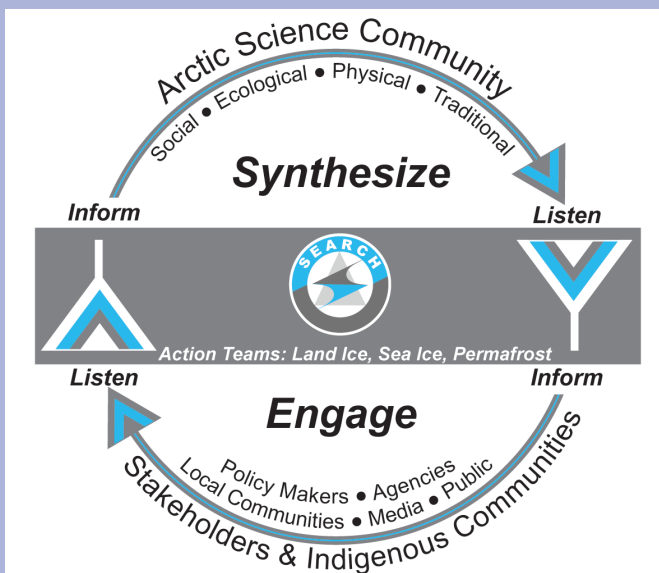 Arctic Science Community
Social • Ecological • Physical • Traditional
Synthesize
Inform
Listen
SEARCH
Action Teams: Land Ice, Sea Ice, Permafrost
Listen
Inform
Engage
Policy Makers • Agencies
Local Communities • Media • Public
Stakeholders & Indigenous Communities